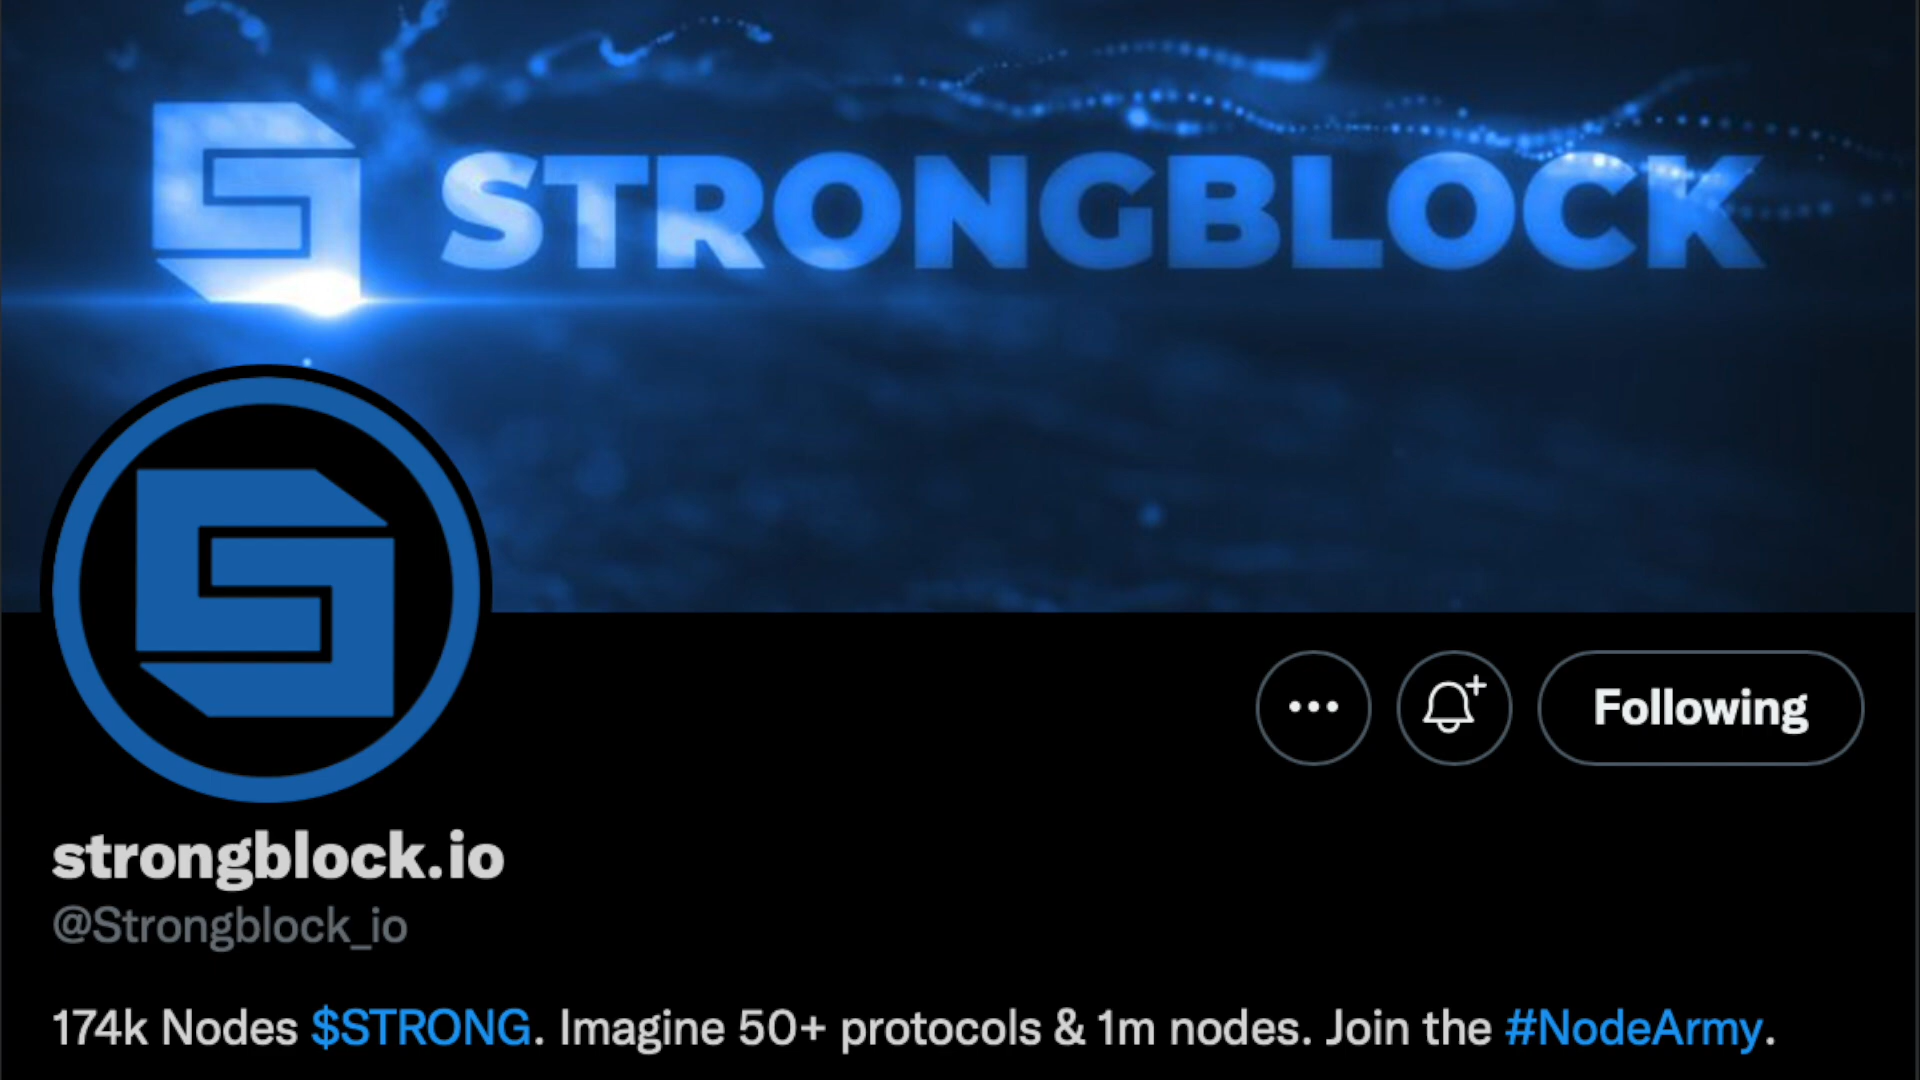 STRONGBLOCK
Following
strongblock.io
@Strongblock_io
174k Nodes $STRONG. Imagine 50+ protocols & 1m nodes. Join the #NodeArmy.